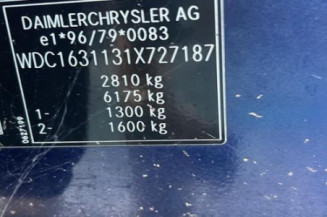 DAIMLERCHRYSLER AG
e1*96/79*0083
WDC1631131X727187
2810 kg
6175 kg
1- 1300 kg
2- 1600 kg